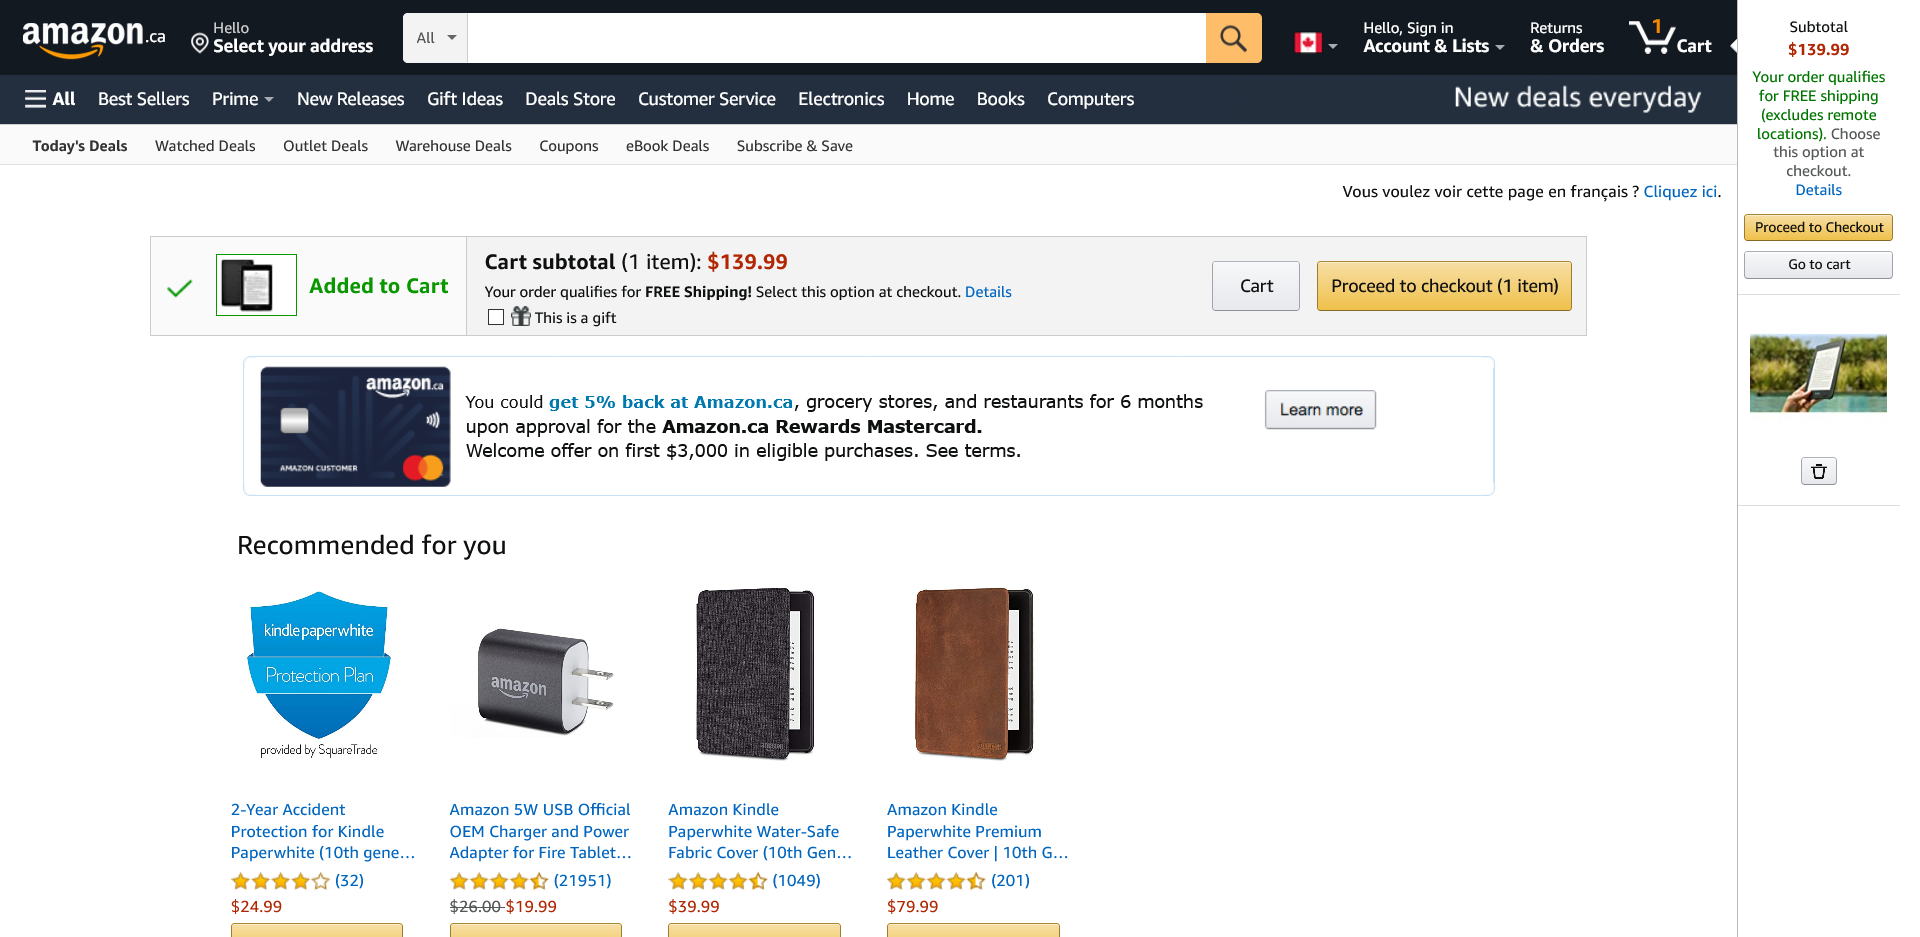 amazon.ca
Hello
Select your address
All
Hello, Sign in
Account & Lists
Returns
& Orders
1
Cart
All
Best Sellers
Prime
New Releases
Gift Ideas
Deals Store
Customer Service
Electronics
Home
Books
Computers
New deals everyday
Today's Deals
Watched Deals
Outlet Deals
Warehouse Deals
Coupons
eBook Deals
Subscribe & Save
Vous voulez voir cette page en français ? Cliquez ici.
Added to Cart
Cart subtotal (1 item): $139.99
Your order qualifies for FREE Shipping! Select this option at checkout. Details
This is a gift
Cart
Proceed to checkout (1 item)
amazon.ca
AMAZON CUSTOMER
You could get 5% back at Amazon.ca, grocery stores, and restaurants for 6 months
upon approval for the Amazon.ca Rewards Mastercard.
Welcome offer on first $3,000 in eligible purchases. See terms.
Learn more
Recommended for you
kindle paperwhite
Protection Plan
provided by SquareTrade
2-Year Accident
Protection for Kindle
Paperwhite (10th gene...
(32)
$24.99
amazon
Amazon 5W USB Official
OEM Charger and Power
Adapter for Fire Tablet...
(21951)
$26.00 $19.99
Amazon Kindle
Paperwhite Water-Safe
Fabric Cover (10th Gen...
(1049)
$39.99
Amazon Kindle
Paperwhite Premium
Leather Cover | 10th G...
(201)
$79.99
Subtotal
$139.99
Your order qualifies
for FREE shipping
(excludes remote
locations). Choose
this option at
checkout.
Details
Proceed to Checkout
Go to cart